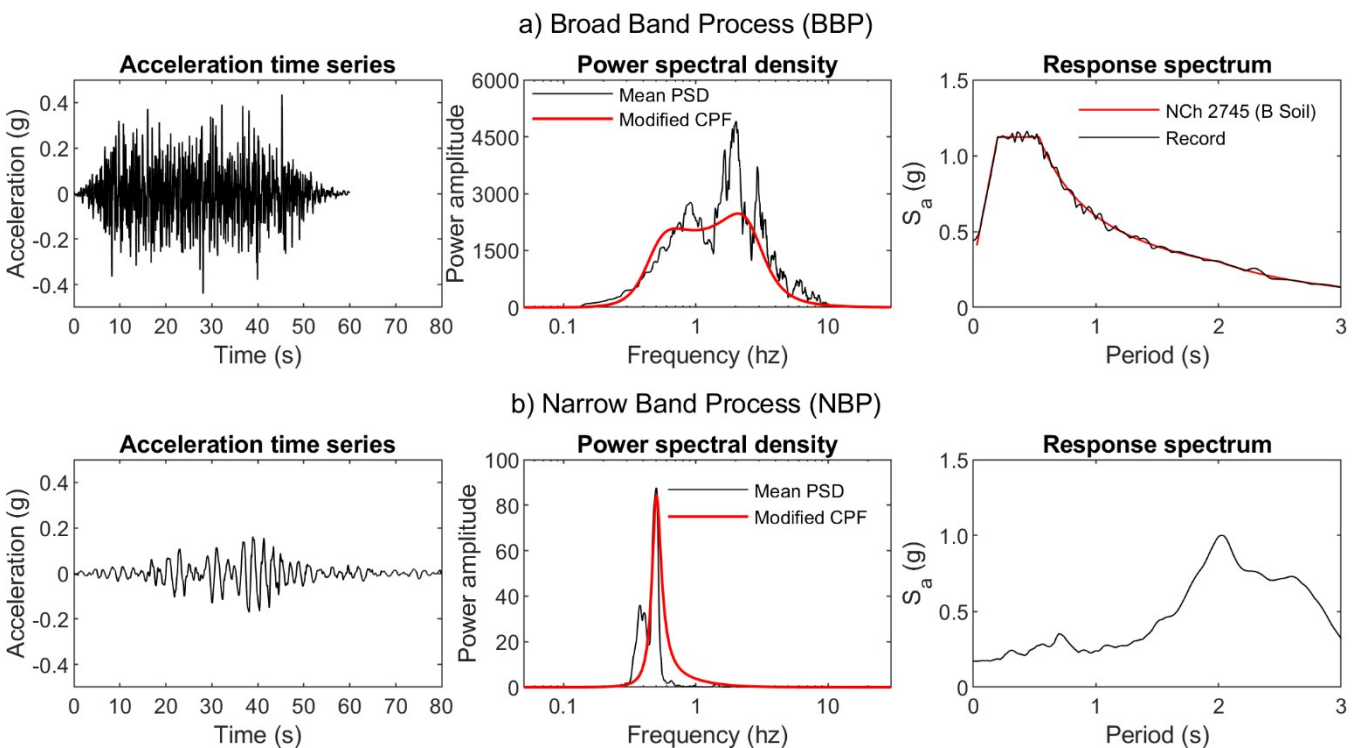 a) Broad Band Process (BBP)
Acceleration time series
Acceleration (g)
0.4
0.2
0
-0.2
-0.4
0 10 20 30 40 50 60 70 80
Time (s)
Power spectral density
Power amplitude
6000
4500
3000
1500
0
Mean PSD
Modified CPF
0.1 1 10
Frequency (hz)
Response spectrum
Sa (g)
1.5
1.0
0.5
0
NCh 2745 (B Soil)
Record
0 1 2 3
Period (s)
b) Narrow Band Process (NBP)
Acceleration time series
Acceleration (g)
0.4
0.2
0
-0.2
-0.4
0 10 20 30 40 50 60 70 80
Time (s)
Power spectral density
Power amplitude
100
80
60
40
20
0
Mean PSD
Modified CPF
0.1 1 10
Frequency (hz)
Response spectrum
Sa (g)
1.5
1.0
0.5
0
0 1 2 3
Period (s)